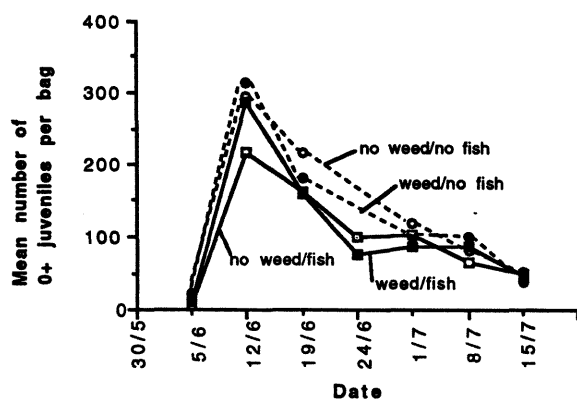 400
300
200
100
0
Mean number of
0+ juveniles per bag
no weed/no fish
weed/no fish
no weed/fish
weed/fish
30/5
5/6
12/6
19/6
24/6
1/7
8/7
15/7
Date